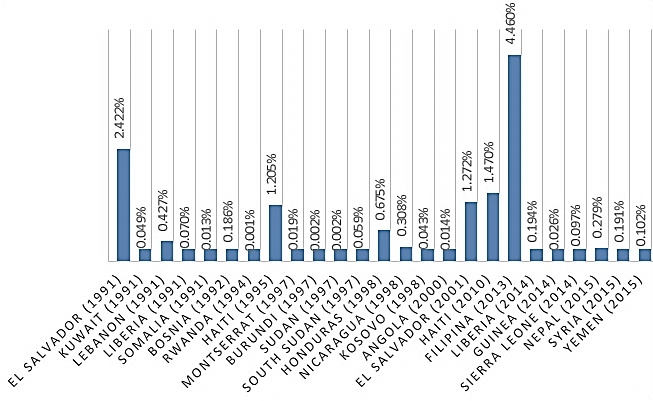 2.422%
0.049%
0.427%
0.070%
0.013%
0.186%
0.001%
1.205%
0.019%
0.002%
0.002%
0.059%
0.675%
0.308%
0.043%
0.014%
1.272%
1.470%
4.460%
0.194%
0.026%
0.097%
0.279%
0.191%
0.102%
EL SALVADOR (1991)
KUWAIT (1991)
LEBANON (1991)
LIBERIA (1991)
SOMALIA (1991)
BOSNIA (1992)
RWANDA (1994)
HAITI (1995)
MONTSERRAT (1997)
BURUNDI (1997)
SUDAN (1997)
SOUTH SUDAN (1997)
HONDURAS (1998)
NICARAGUA (1998)
KOSOVO (1998)
ANGOLA (2000)
EL SALVADOR (2001)
HAITI (2010)
FILIPINA (2013)
LIBERIA (2014)
GUINEA (2014)
SIERRA LEONE (2014)
NEPAL (2015)
SYRIA (2015)
YEMEN (2015)